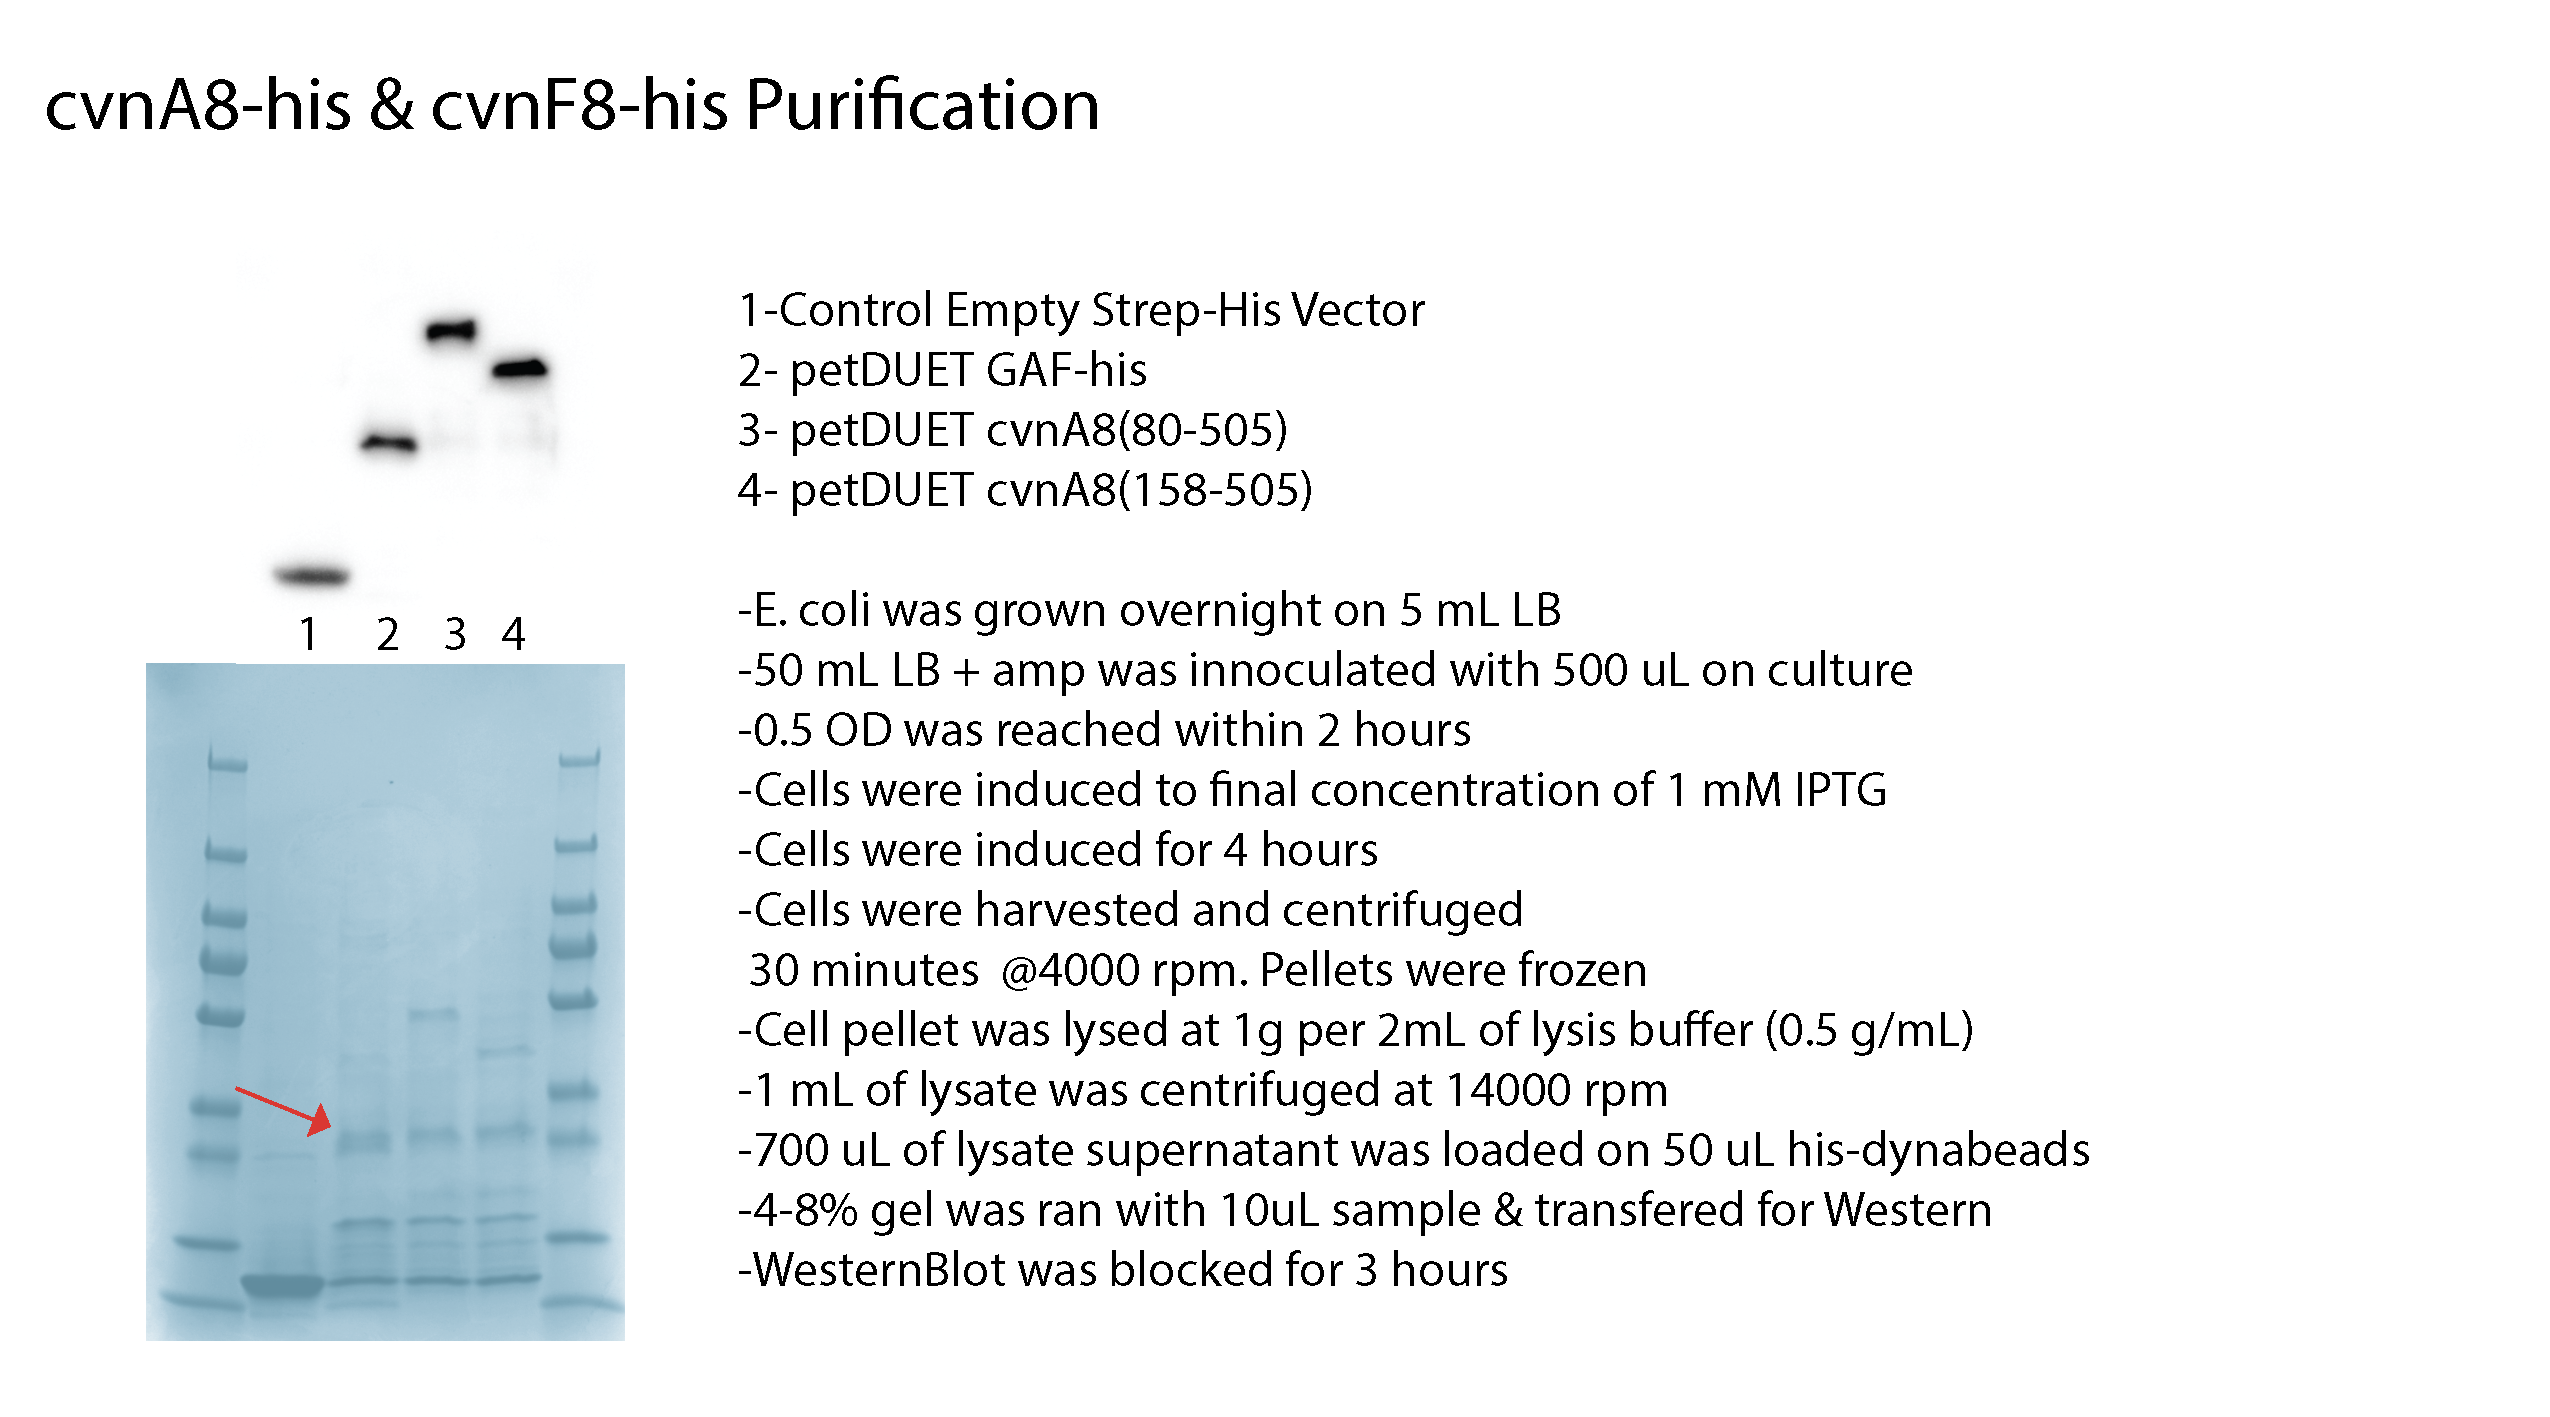 cvnA8-his & cvnF8-his Purification
1-Control Empty Strep-His Vector
2- petDUET GAF-his
3- petDUET cvnA8(80-505)
4- petDUET cvnA8(158-505)
1 2 3 4
-E. coli was grown overnight on 5 mL LB
-50 mL LB + amp was innoculated with 500 uL on culture
-0.5 OD was reached within 2 hours
-Cells were induced to final concentration of 1 mM IPTG
-Cells were induced for 4 hours
-Cells were harvested and centrifuged
30 minutes @4000 rpm. Pellets were frozen
-Cell pellet was lysed at 1g per 2mL of lysis buffer (0.5 g/mL)
-1 mL of lysate was centrifuged at 14000 rpm
-700 uL of lysate supernatant was loaded on 50 uL his-dynabeads
-4-8% gel was ran with 10uL sample & transfered for Western
-WesternBlot was blocked for 3 hours